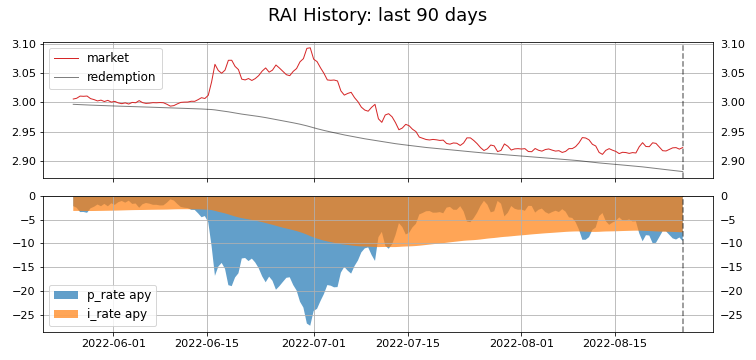 RAI History: last 90 days
3.10 3.10
3.05 3.05
3.00 3.00
2.95 2.95
2.90 2.90
market
redemption
0 0
−5 −5
−10 −10
−15 −15
−20 −20
−25 −25
p_rate apy
i_rate apy
2022-06-01 2022-06-15 2022-07-01 2022-07-15 2022-08-01 2022-08-15